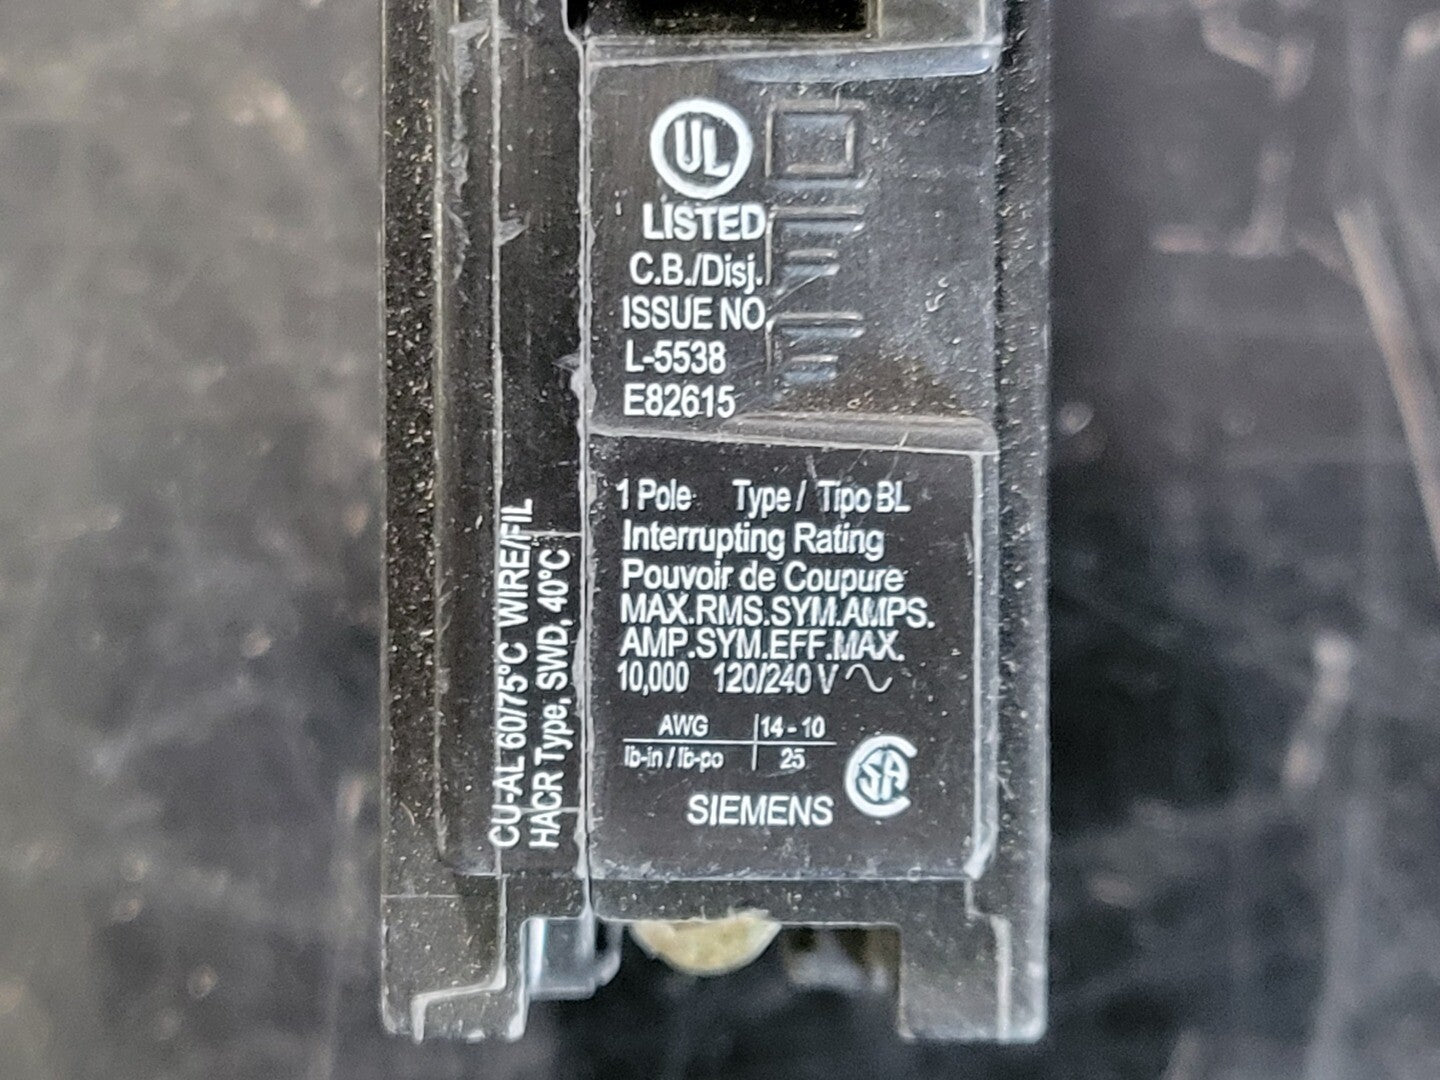 UL
LISTED
C.B./Disj.
ISSUE NO.
L-5538
E82615
1 Pole Type / Tipo BL
Interrupting Rating
Pouvoir de Coupure
MAX.RMS.SYM.AMPS.
AMP.SYM.EFF.MAX.
10,000 120/240 V ~
AWG 14 - 10
lb-in / lb-po 25
SA
SIEMENS
CU-AL 60/75°C WIRE/FIL
HACR Type, SWD, 40°C